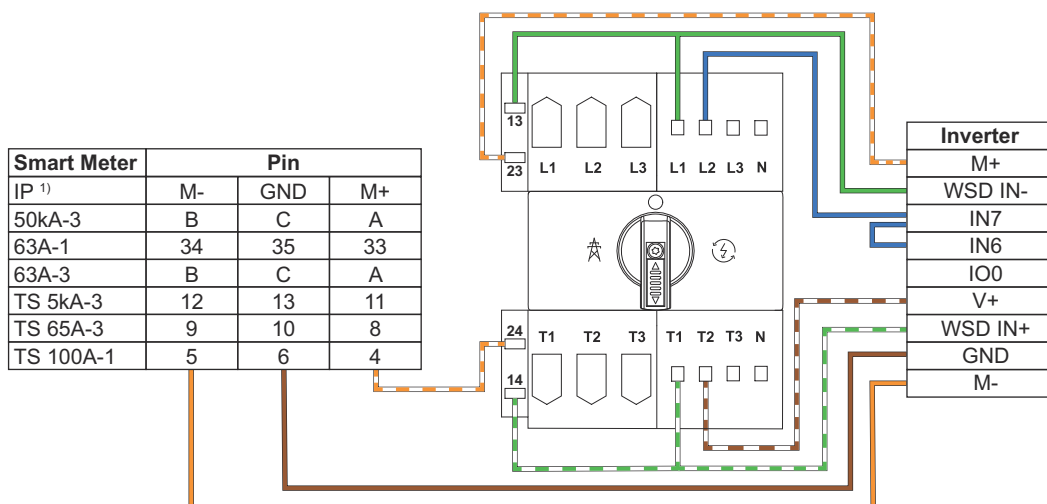 Smart Meter Pin
IP 1) M- GND M+
50kA-3 B C A
63A-1 34 35 33
63A-3 B C A
TS 5kA-3 12 13 11
TS 65A-3 9 10 8
TS 100A-1 5 6 4
13
23 L1 L2 L3 L1 L2 L3 N
24 T1 T2 T3 T1 T2 T3 N
14
Inverter
M+
WSD IN-
IN7
IN6
IO0
V+
WSD IN+
GND
M-